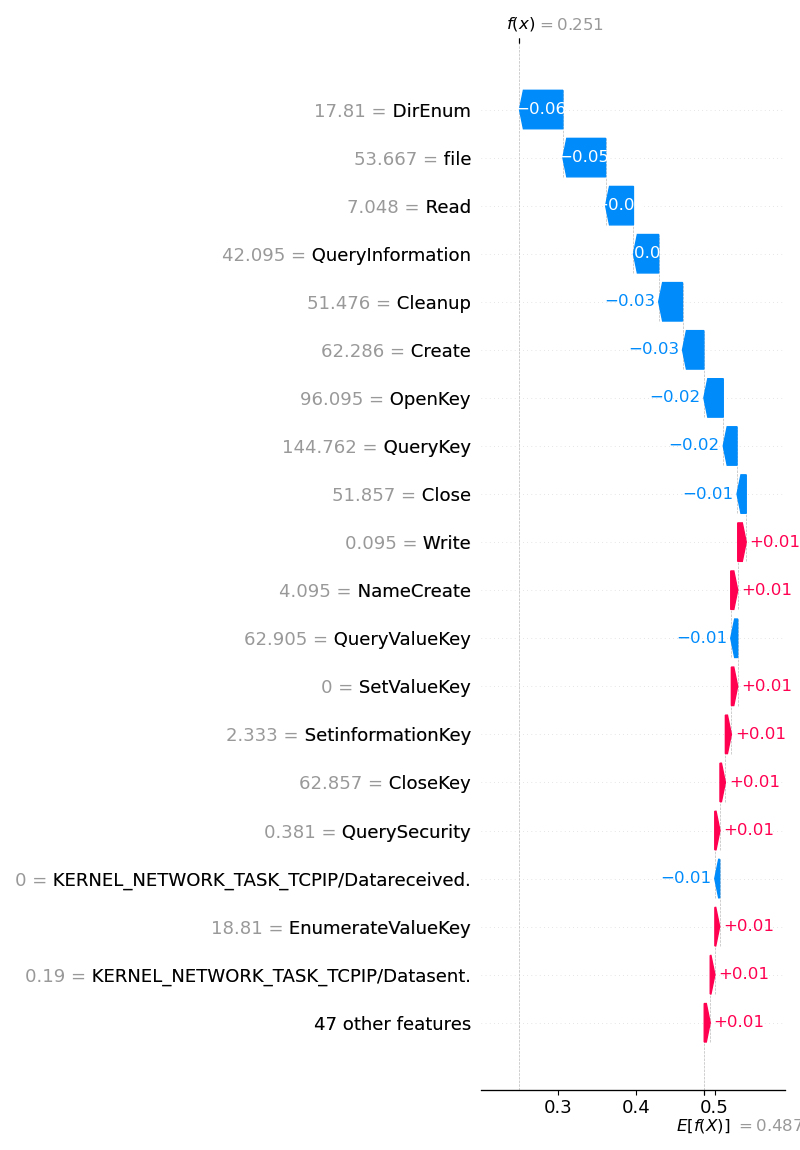 f(x) = 0.251
17.81 = DirEnum −0.06
53.667 = file −0.05
7.048 = Read
42.095 = QueryInformation
51.476 = Cleanup −0.03
62.286 = Create −0.03
96.095 = OpenKey −0.02
144.762 = QueryKey −0.02
51.857 = Close −0.01
0.095 = Write +0.01
4.095 = NameCreate +0.01
62.905 = QueryValueKey −0.01
0 = SetValueKey +0.01
2.333 = SetinformationKey +0.01
62.857 = CloseKey +0.01
0.381 = QuerySecurity +0.01
0 = KERNEL_NETWORK_TASK_TCPIP/Datareceived. −0.01
18.81 = EnumerateValueKey +0.01
0.19 = KERNEL_NETWORK_TASK_TCPIP/Datasent. +0.01
47 other features +0.01
0.3 0.4 0.5
E[f(X)] = 0.487